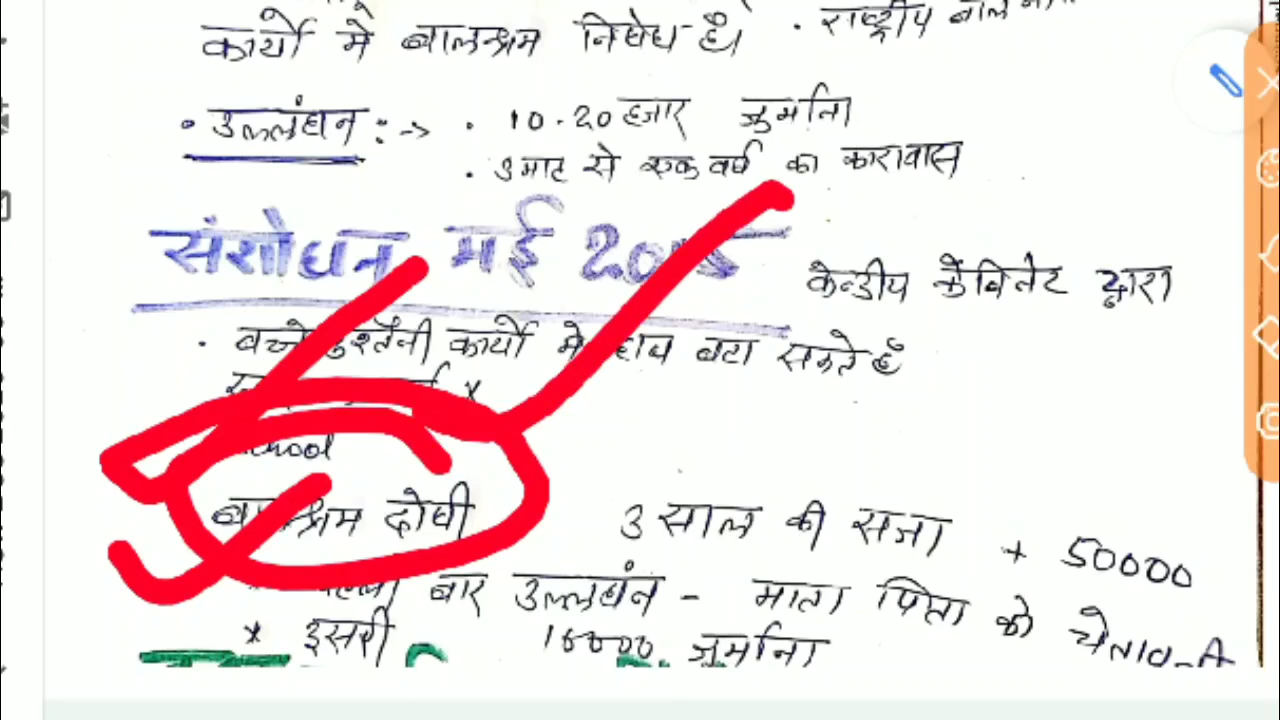 कार्यो मे बालश्रम निषेध है। · राष्ट्रीय बाल
· उल्लंघन :-> · 10-20 हजार जुर्माना
· 3 माह से एक वर्ष का कारावास
संशोधन मई 2015 केन्द्रीय कैबिनेट द्वारा
· बच्चे पुश्तैनी कार्यो मे हाथ बटा सकते है
School
बालश्रम दोषी 3 साल की सजा + 50000
पहली बार उल्लघंन - माता पिता को चेतावनी
* दुसरी 10000 जुर्माना